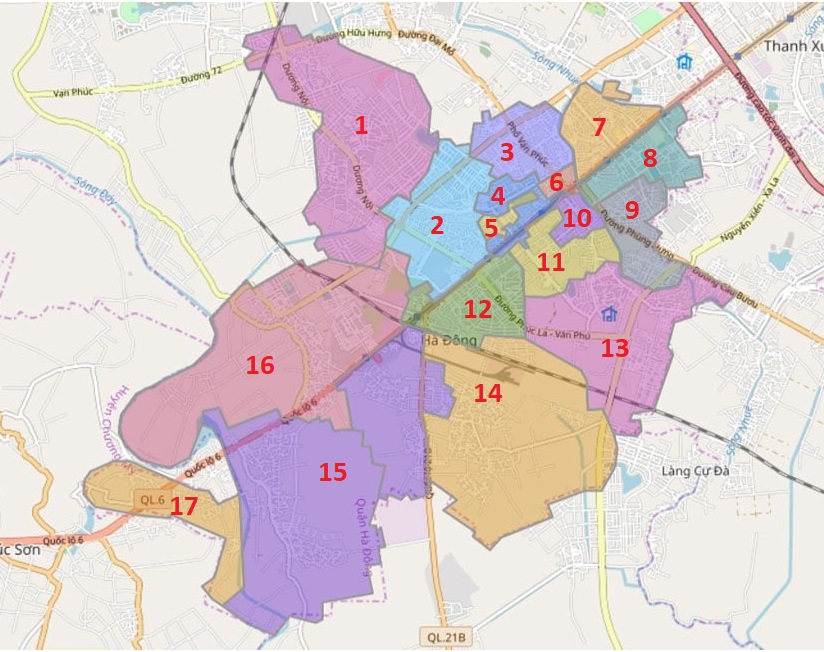 Đường Hữu Hưng
Đường Đại Mỗ
Thanh Xu
Sông Nhuệ
Đường 72
Vạn Phúc
Dương Nội
1
7
Phố Vạn Phúc
3
8
Dương Nội
6
4
Sông Đáy
9
10
2
5
Nguyễn Xiển - Xa La
Đường Phùng Hưng
11
Đường Cầu Bươu
12
Đường Phúc La - Văn Phú
Hà Đông
13
16
14
Quốc lộ 6
Huyện Chương Mỹ
Sông Nhuệ
Quốc lộ 6
15
Làng Cự Đà
QL.6
17
Quận Hà Đông
úc Sơn
Quốc lộ 6
QL.21B